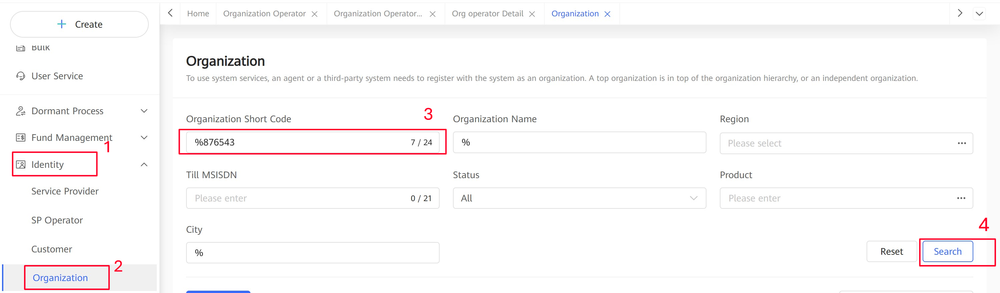 Create
Bulk
User Service
Dormant Process
Fund Management
1
Identity
Service Provider
SP Operator
Customer
2
Organization
Home
Organization Operator
Organization Operator...
Org operator Detail
Organization
Organization
To use system services, an agent or a third-party system needs to register with the system as an organization. A top organization is in top of the organization hierarchy, or an independent organization.
Organization Short Code
3
%876543 7 / 24
Organization Name
%
Region
Please select
Till MSISDN
Please enter 0 / 21
Status
All
Product
Please enter
City
%
4
Reset
Search